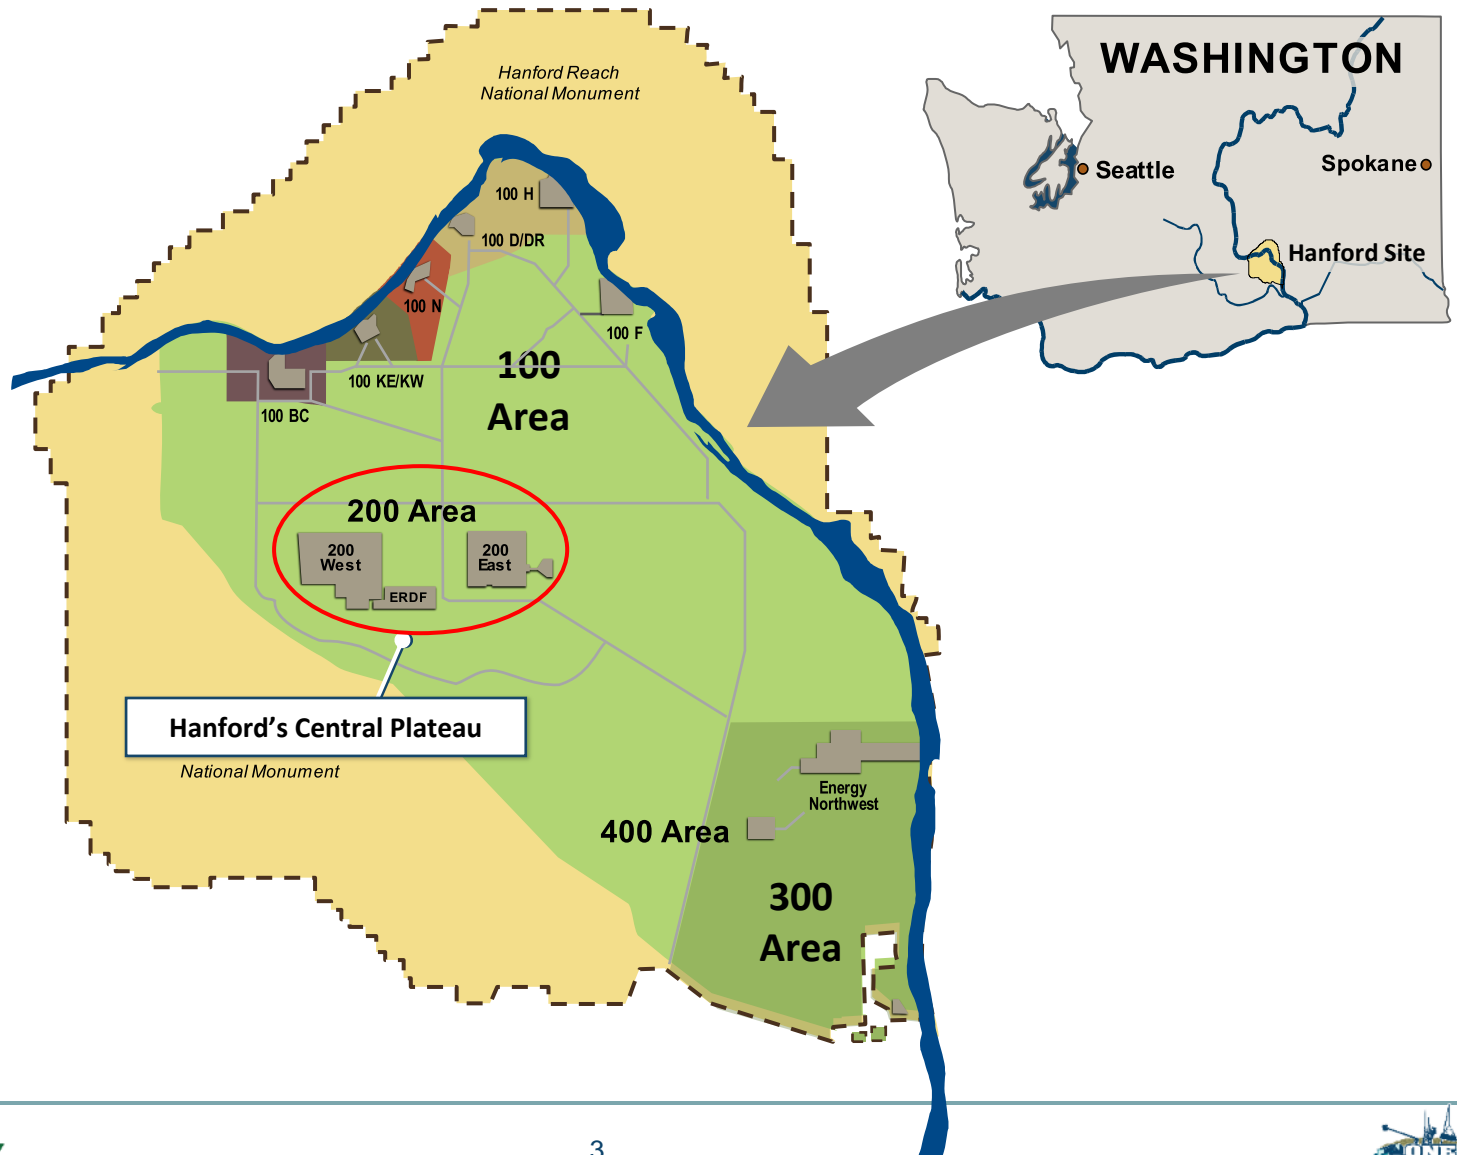 Hanford Reach
National Monument
WASHINGTON
Seattle
Spokane
Hanford Site
100 H
100 D/DR
100 N
100 F
100 KE/KW
100 BC
100
Area
200 Area
200
West
200
East
ERDF
Hanford's Central Plateau
National Monument
Energy
Northwest
400 Area
300
Area
3